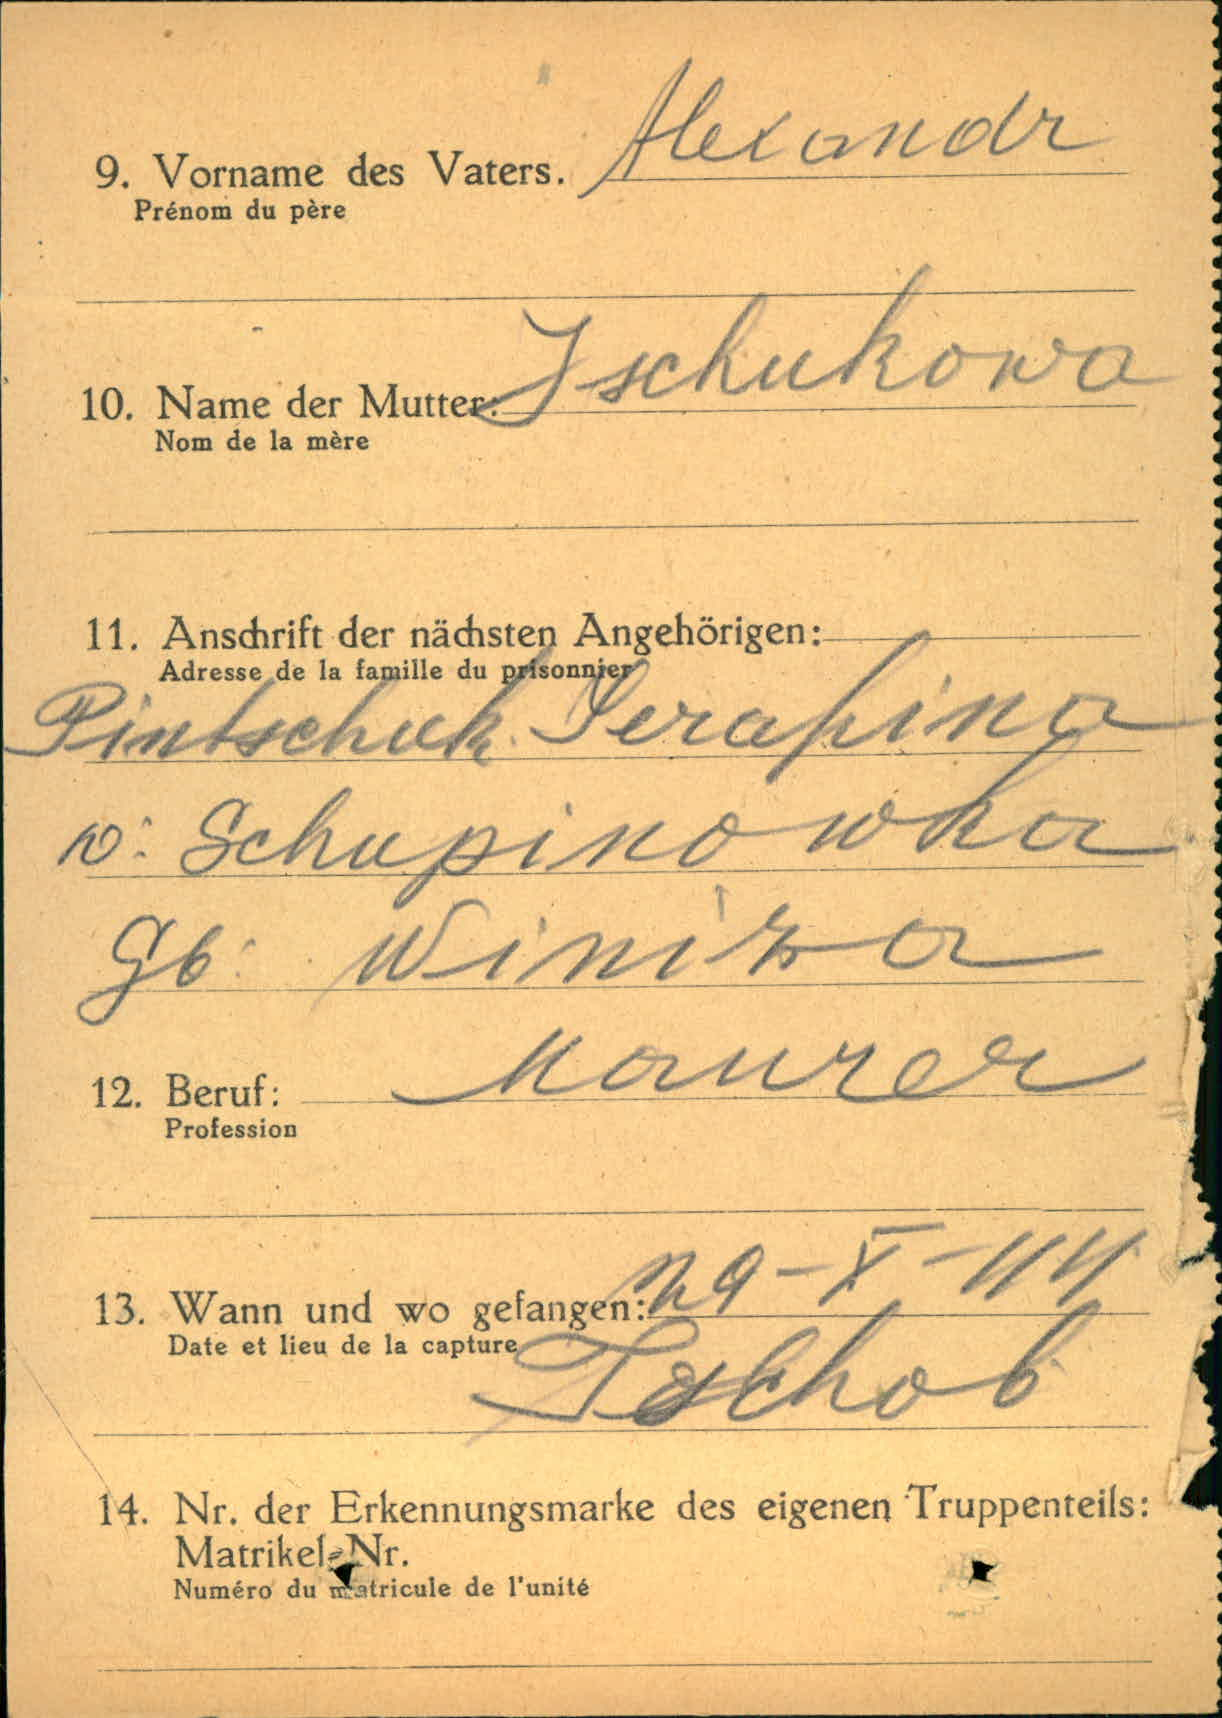 9. Vorname des Vaters. Alexandr
Prénom du père
10. Name der Mutter: Tschukowa
Nom de la mère
11. Anschrift der nächsten Angehörigen:
Adresse de la famille du prisonnier
Pintschuk Serafina
w: Schupinowka
Gb: Winiza
12. Beruf: Maurer
Profession
13. Wann und wo gefangen: 29-X-44
Date et lieu de la capture
14. Nr. der Erkennungsmarke des eigenen Truppenteils:
Matrikel-Nr.
Numéro du matricule de l'unité